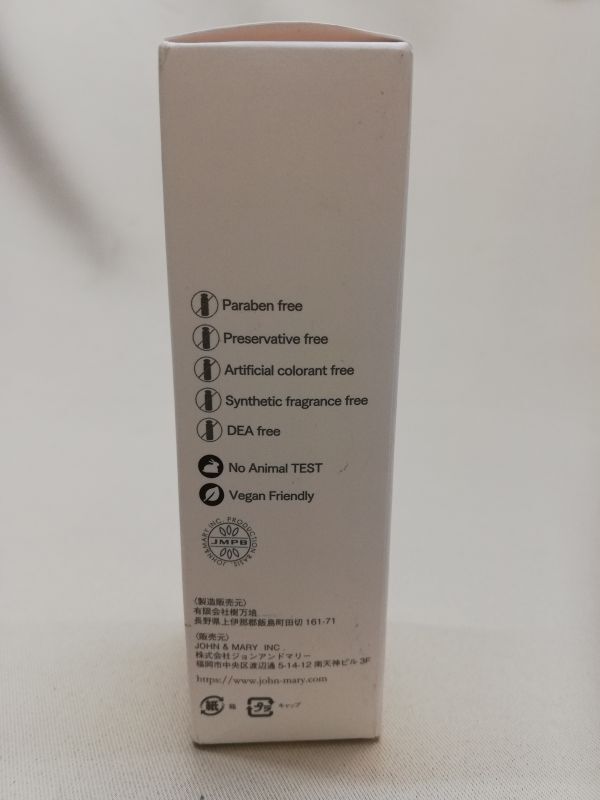 Paraben free
Preservative free
Artificial colorant free
Synthetic fragrance free
DEA free
No Animal TEST
Vegan Friendly
JOHN&MARY INC. PRODUCTION BASIS.
JMPB
〈製造販売元〉
有限会社樹万培
長野県上伊那郡飯島町田切 161-71
〈販売元〉
JOHN & MARY INC
株式会社ジョンアンドマリー
福岡市中央区渡辺通 5-14-12 南天神ビル 3F
https://www.john-mary.com
紙 箱 プラ キャップ